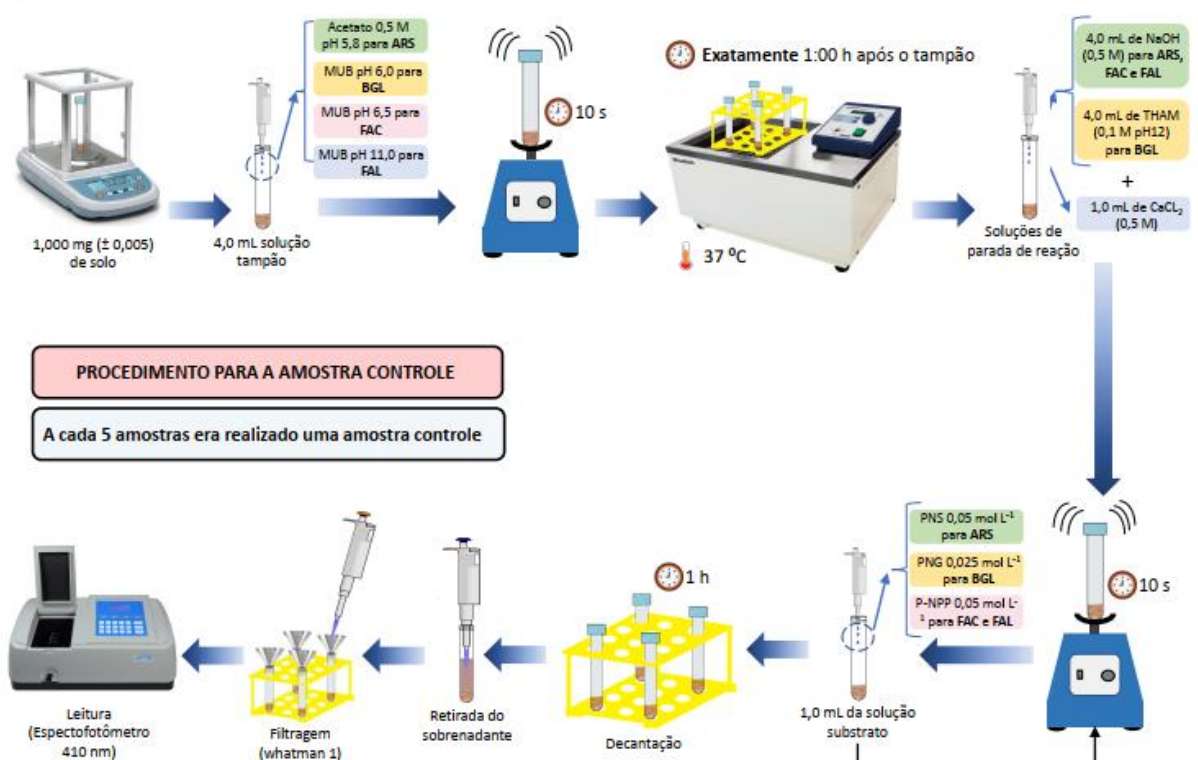 Acetato 0,5 M
pH 5,8 para ARS
MUB pH 6,0 para
BGL
MUB pH 6,5 para
FAC
MUB pH 11,0 para
FAL
10 s
Exatamente 1:00 h após o tampão
4,0 mL de NaOH
(0,5 M) para ARS,
FAC e FAL
4,0 mL de THAM
(0,1 M pH12)
para BGL
+
1,0 mL de CaCL2
(0,5 M)
1,000 mg (± 0,005)
de solo
4,0 mL solução
tampão
37 ºC
Soluções de
parada de reação
PROCEDIMENTO PARA A AMOSTRA CONTROLE
A cada 5 amostras era realizado uma amostra controle
PNS 0,05 mol L-1
para ARS
PNG 0,025 mol L-1
para BGL
P-NPP 0,05 mol L-
1 para FAC e FAL
10 s
1 h
Leitura
(Espectofotômetro
410 nm)
Filtragem
(whatman 1)
Retirada do
sobrenadante
Decantação
1,0 mL da solução
substrato